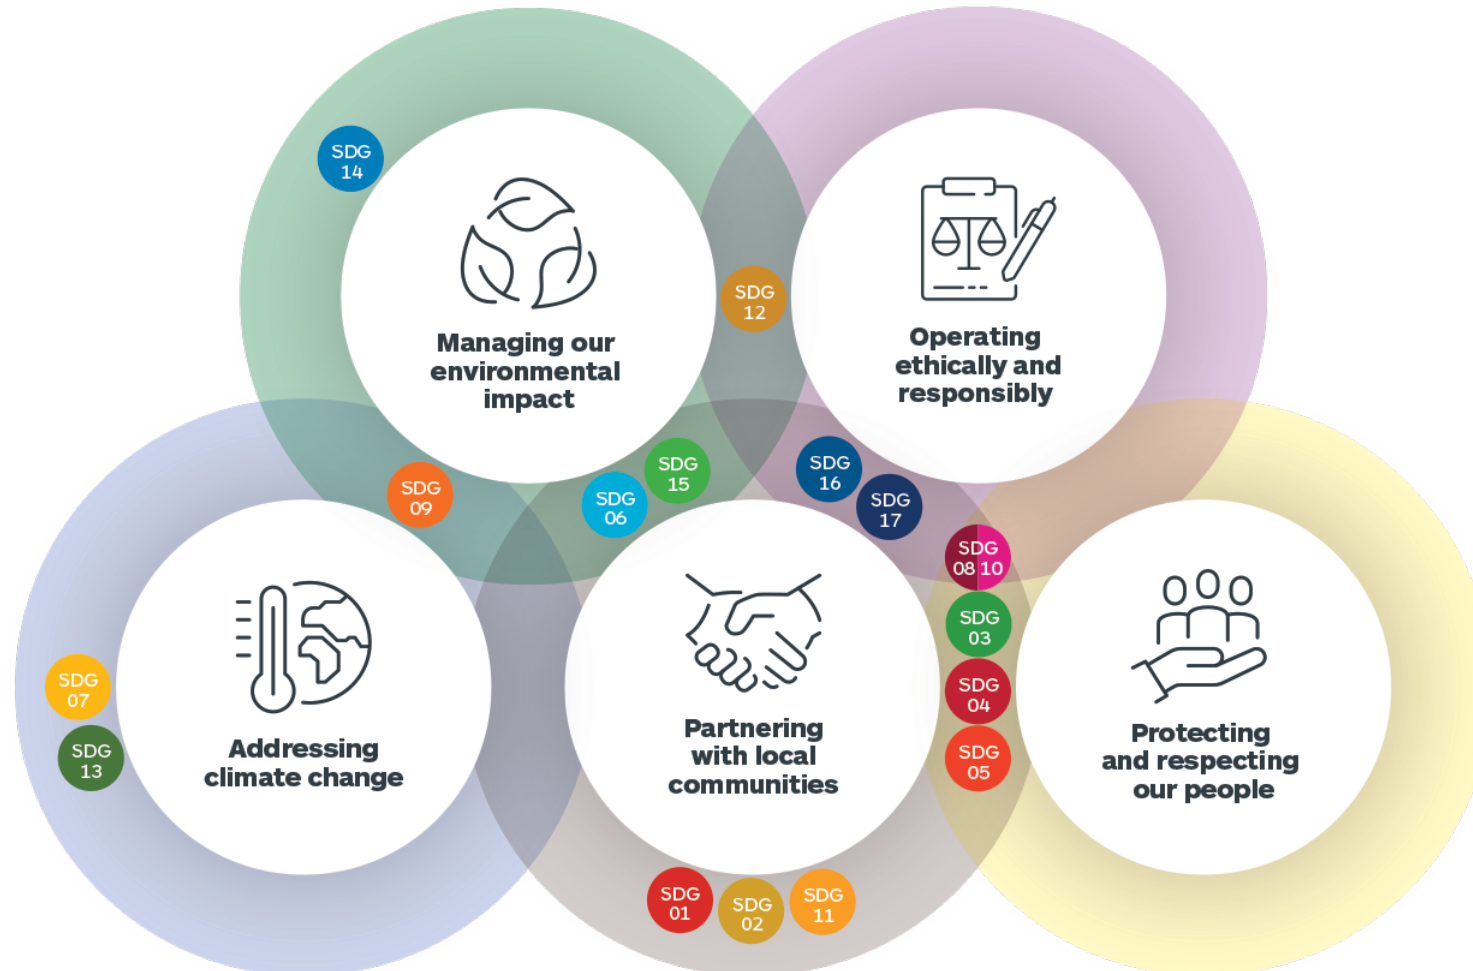 SDG
14
Managing our
environmental
impact
SDG
12
Operating
ethically and
responsibly
SDG
09
SDG
06
SDG
15
SDG
16
SDG
17
SDG
08 10
SDG
03
SDG
04
SDG
05
SDG
07
SDG
13
Addressing
climate change
Partnering
with local
communities
Protecting
and respecting
our people
SDG
01
SDG
02
SDG
11